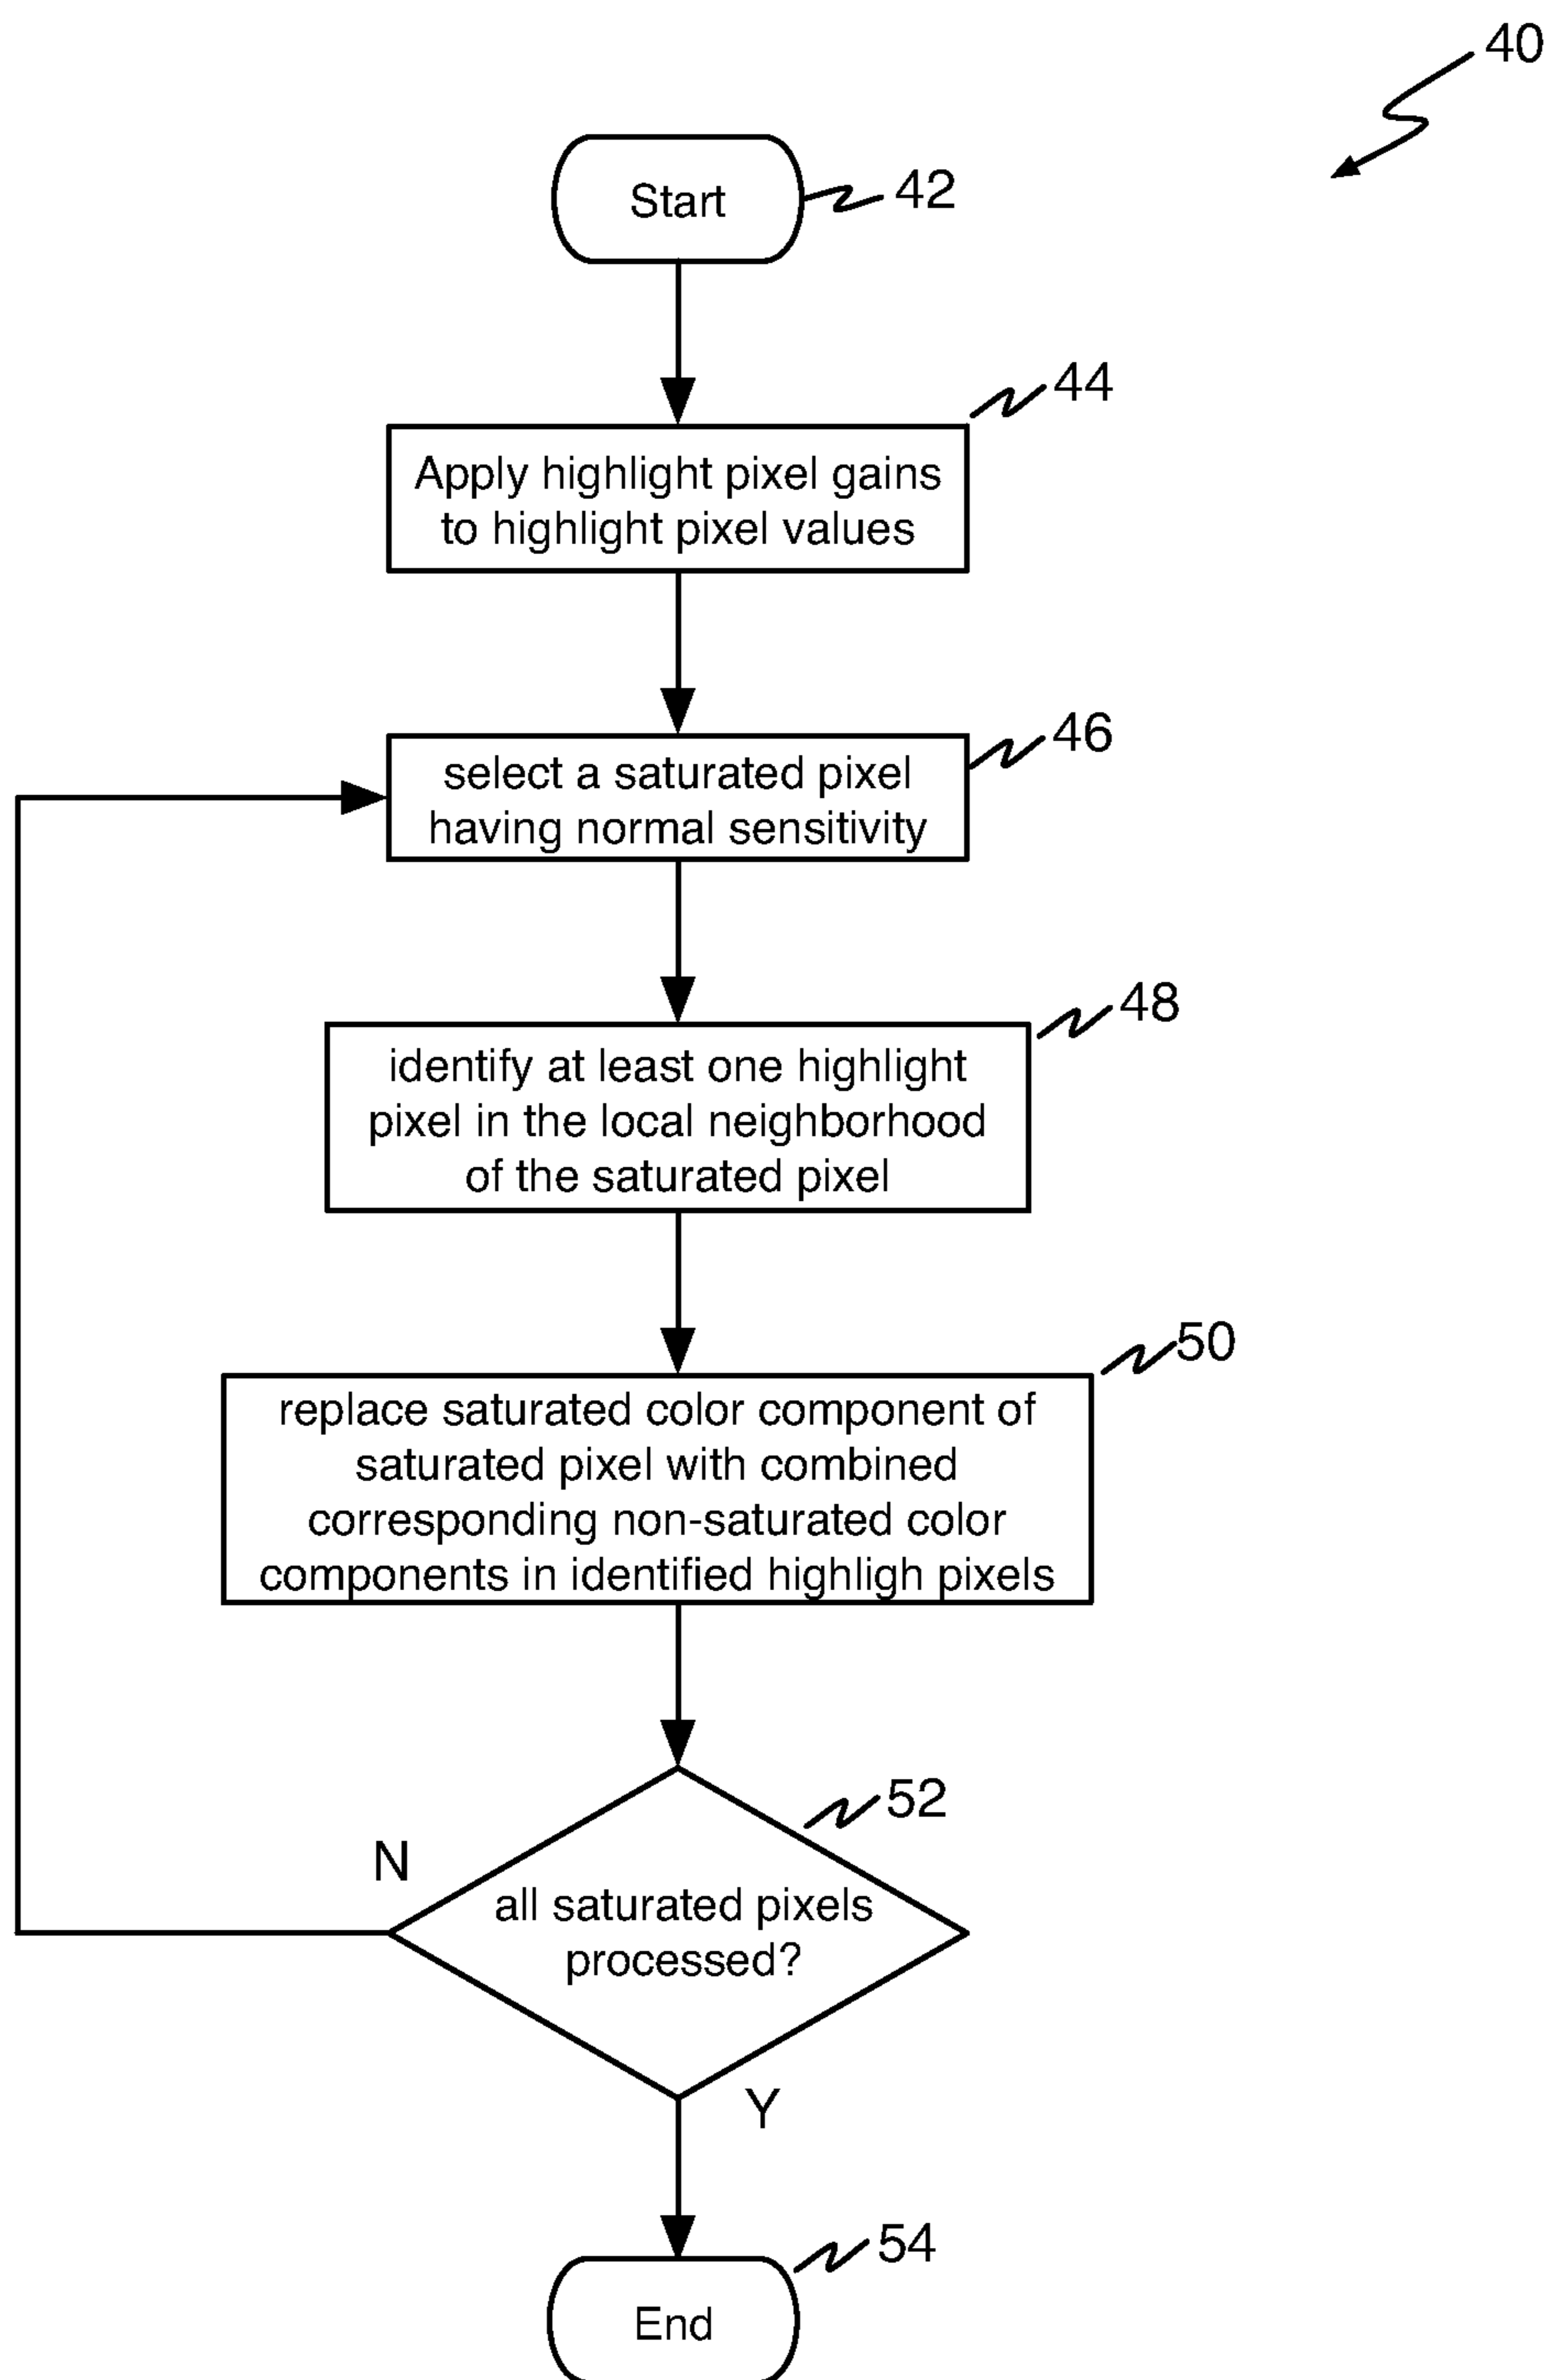 40
Start
42
44
Apply highlight pixel gains
to highlight pixel values
46
select a saturated pixel
having normal sensitivity
48
identify at least one highlight
pixel in the local neighborhood
of the saturated pixel
50
replace saturated color component of
saturated pixel with combined
corresponding non-saturated color
components in identified highligh pixels
52
N
all saturated pixels
processed?
Y
54
End